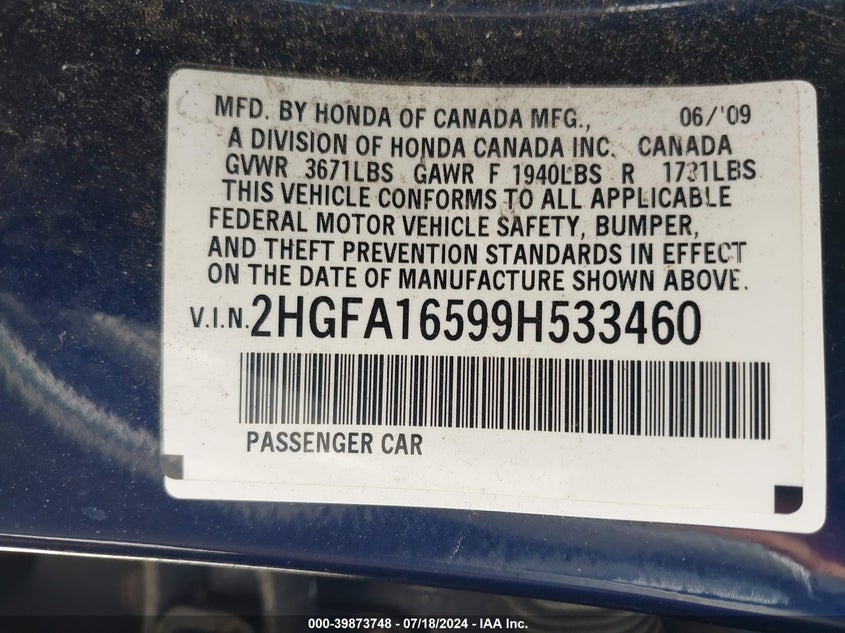 MFD. BY HONDA OF CANADA MFG., 06/'09
A DIVISION OF HONDA CANADA INC. CANADA
GVWR 3671LBS GAWR F 1940LBS R 1731LBS
THIS VEHICLE CONFORMS TO ALL APPLICABLE
FEDERAL MOTOR VEHICLE SAFETY, BUMPER,
AND THEFT PREVENTION STANDARDS IN EFFECT
ON THE DATE OF MANUFACTURE SHOWN ABOVE.
V.I.N. 2HGFA16599H533460
PASSENGER CAR
000-39873748 - 07/18/2024 - IAA Inc.